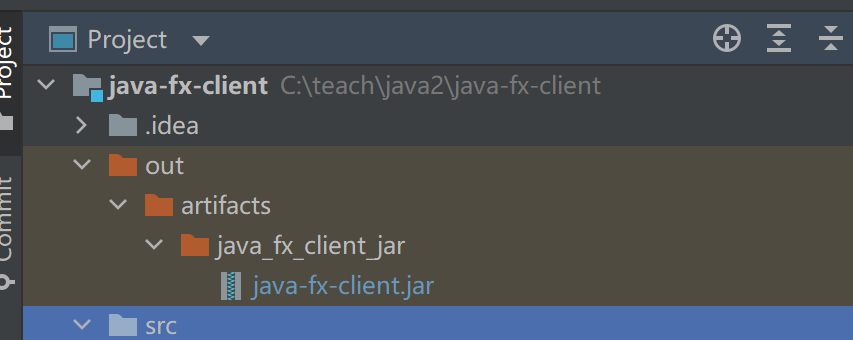 Project
Project
java-fx-client C:\teach\java2\java-fx-client
.idea
out
artifacts
java_fx_client_jar
java-fx-client.jar
Commit
src